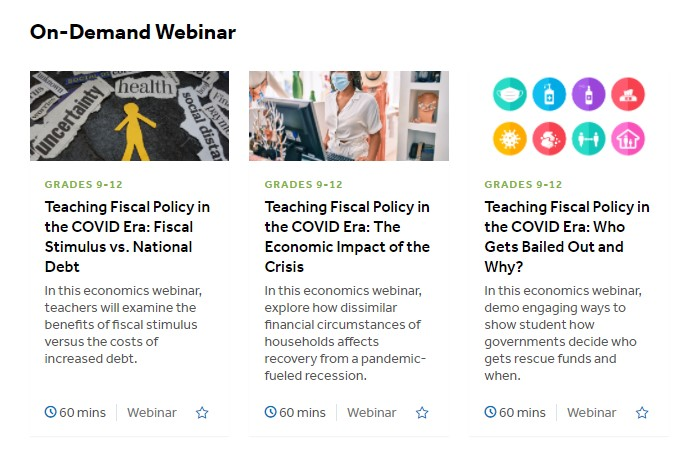 On-Demand Webinar
health
uncertainty
social dista
GRADES 9-12
Teaching Fiscal Policy in
the COVID Era: Fiscal
Stimulus vs. National
Debt
In this economics webinar,
teachers will examine the
benefits of fiscal stimulus
versus the costs of
increased debt.
60 mins
Webinar
GRADES 9-12
Teaching Fiscal Policy in
the COVID Era: The
Economic Impact of the
Crisis
In this economics webinar,
explore how dissimilar
financial circumstances of
households affects
recovery from a pandemic-
fueled recession.
60 mins
Webinar
GRADES 9-12
Teaching Fiscal Policy in
the COVID Era: Who
Gets Bailed Out and
Why?
In this economics webinar,
demo engaging ways to
show student how
governments decide who
gets rescue funds and
when.
60 mins
Webinar